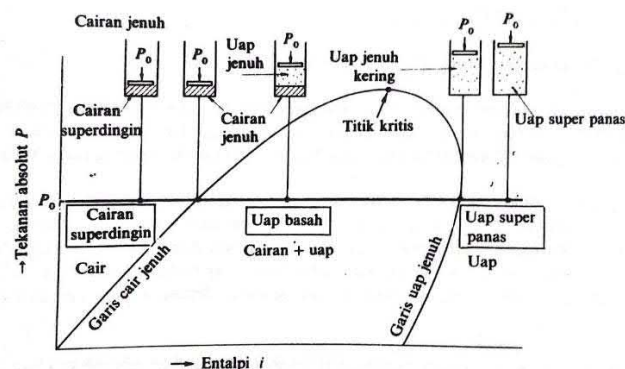 Cairan jenuh
P₀
P₀
P₀
P₀
P₀
Uap
jenuh
Uap jenuh
kering
Cairan
superdingin
Cairan
jenuh
Titik kritis
Uap super panas
→Tekanan absolut P
P₀
Cairan
superdingin
Uap basah
Cairan + uap
Uap super
panas
Uap
Cair
Garis cair jenuh
Garis uap jenuh
→ Entalpi i